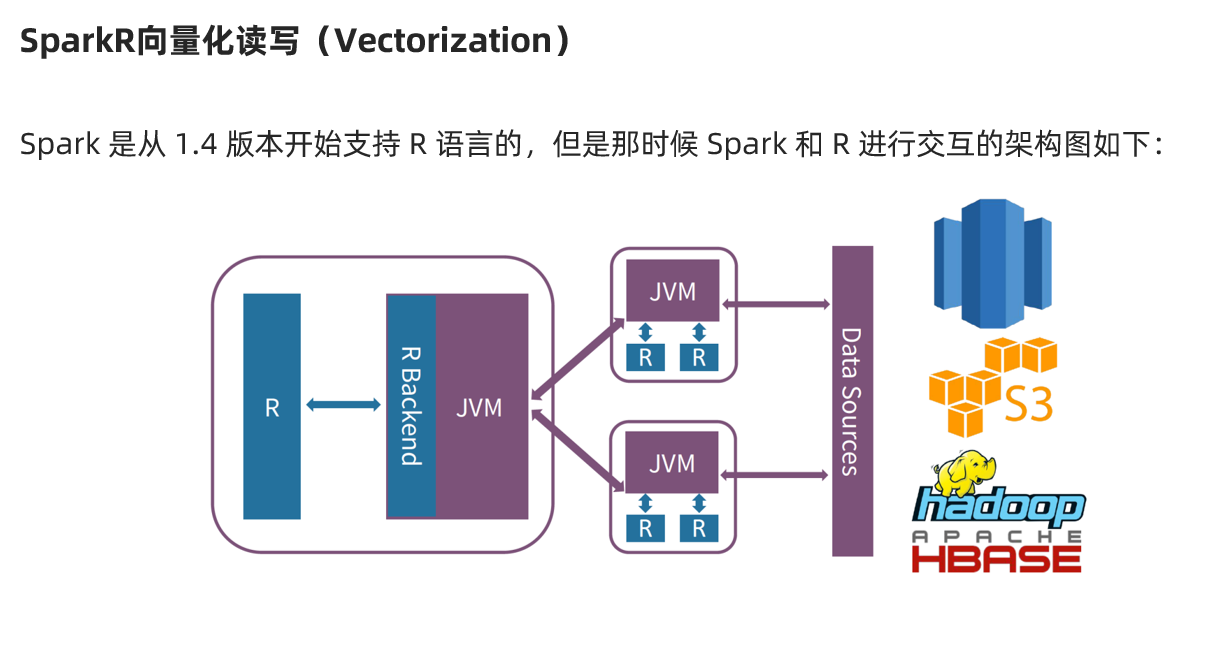 SparkR向量化读写（Vectorization）
Spark 是从 1.4 版本开始支持 R 语言的，但是那时候 Spark 和 R 进行交互的架构图如下：
R
R Backend
JVM
JVM
R
R
JVM
R
R
Data Sources
S3
hadoop
APACHE
HBASE